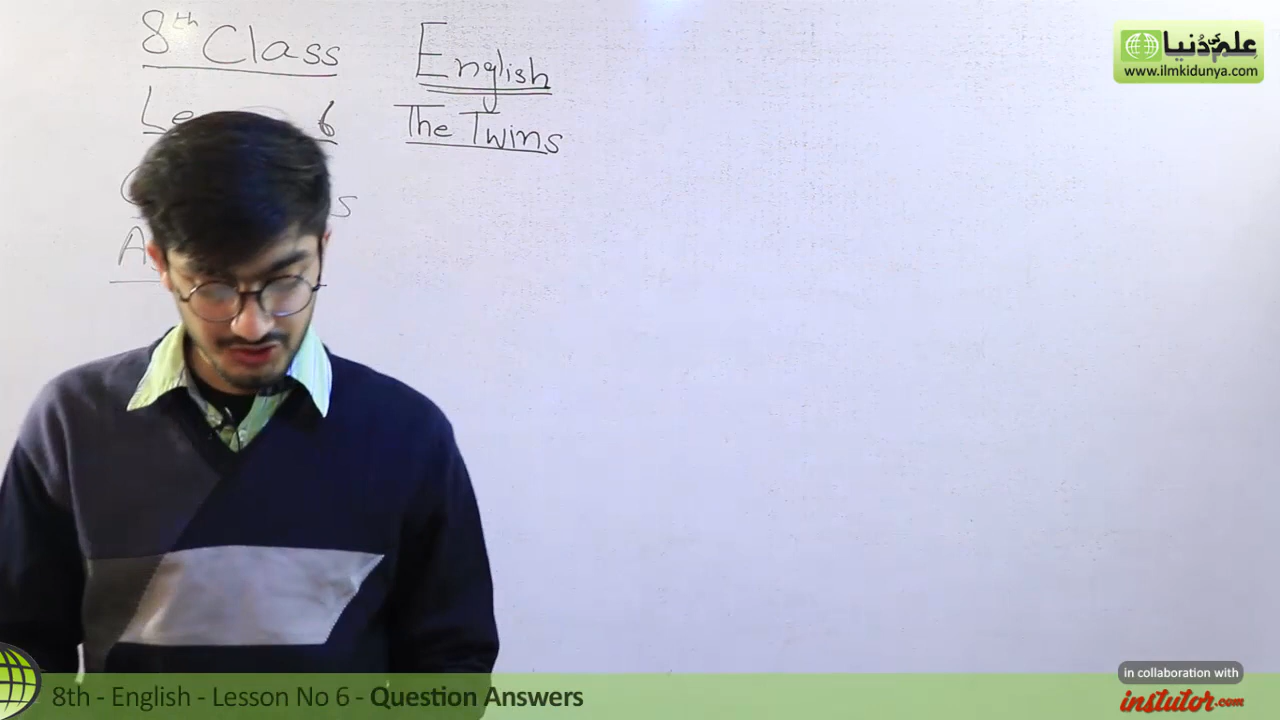 8th Class
English
6
The Twins
علم کی دنیا
www.ilmkidunya.com
8th - English - Lesson No 6 - Question Answers
in collaboration with
instutor.com